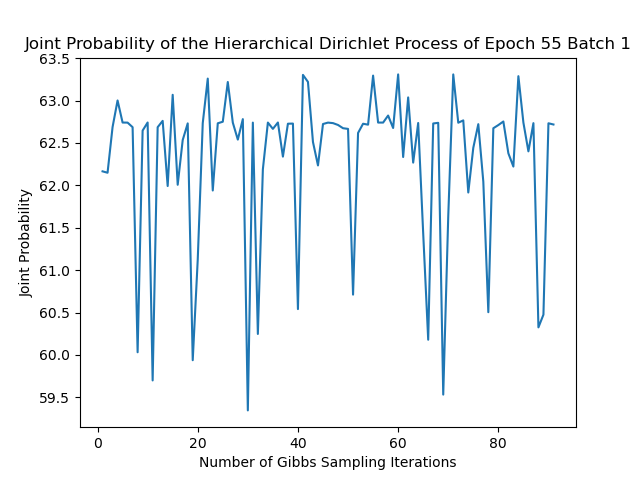 Joint Probability of the Hierarchical Dirichlet Process of Epoch 55 Batch 1
63.5
63.0
62.5
62.0
61.5
61.0
60.5
60.0
59.5
Joint Probability
0 20 40 60 80
Number of Gibbs Sampling Iterations